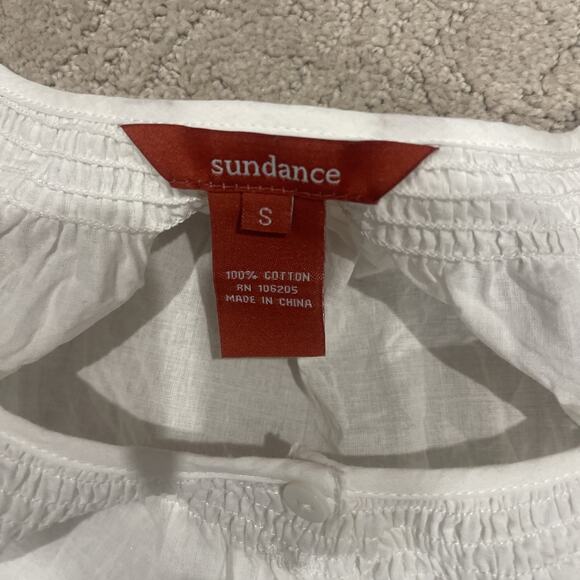 sundance
S
100% COTTON
RN 106205
MADE IN CHINA